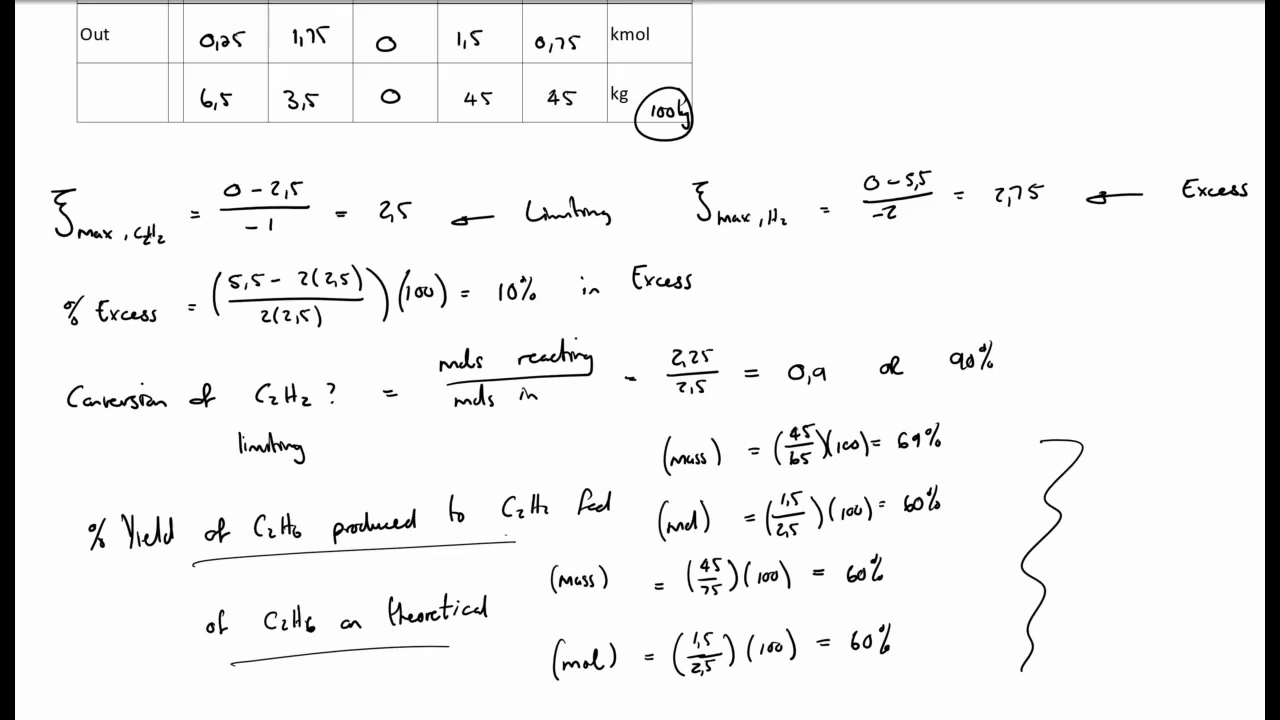 Out 0,25 1,75 0 1,5 0,75 kmol
6,5 3,5 0 45 45 kg 100kg
ξmax, C2H2 = (0 - 2,5)/(-1) = 2,5 ← Limiting
ξmax, H2 = (0 - 5,5)/(-2) = 2,75 ← Excess
% Excess = ((5,5 - 2(2,5))/(2(2,5)))(100) = 10% in Excess
Conversion of C2H2? = mols reacting/mols in = 2,25/2,5 = 0,9 or 90%
limiting
(mass) = (45/65)(100) = 69%
% Yield of C2H6 produced to C2H2 fed (mol) = (1,5/2,5)(100) = 60%
(mass) = (45/75)(100) = 60%
of C2H6 on theoretical
(mol) = (1,5/2,5)(100) = 60%